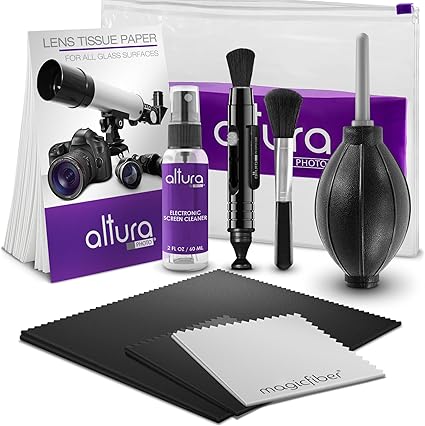 LENS TISSUE PAPER
FOR ALL GLASS SURFACES
altura
PHOTO
altura
PHOTO
ELECTRONIC
SCREEN CLEANER
2 FL OZ / 60 ML
altura
PHOTO
magicfiber